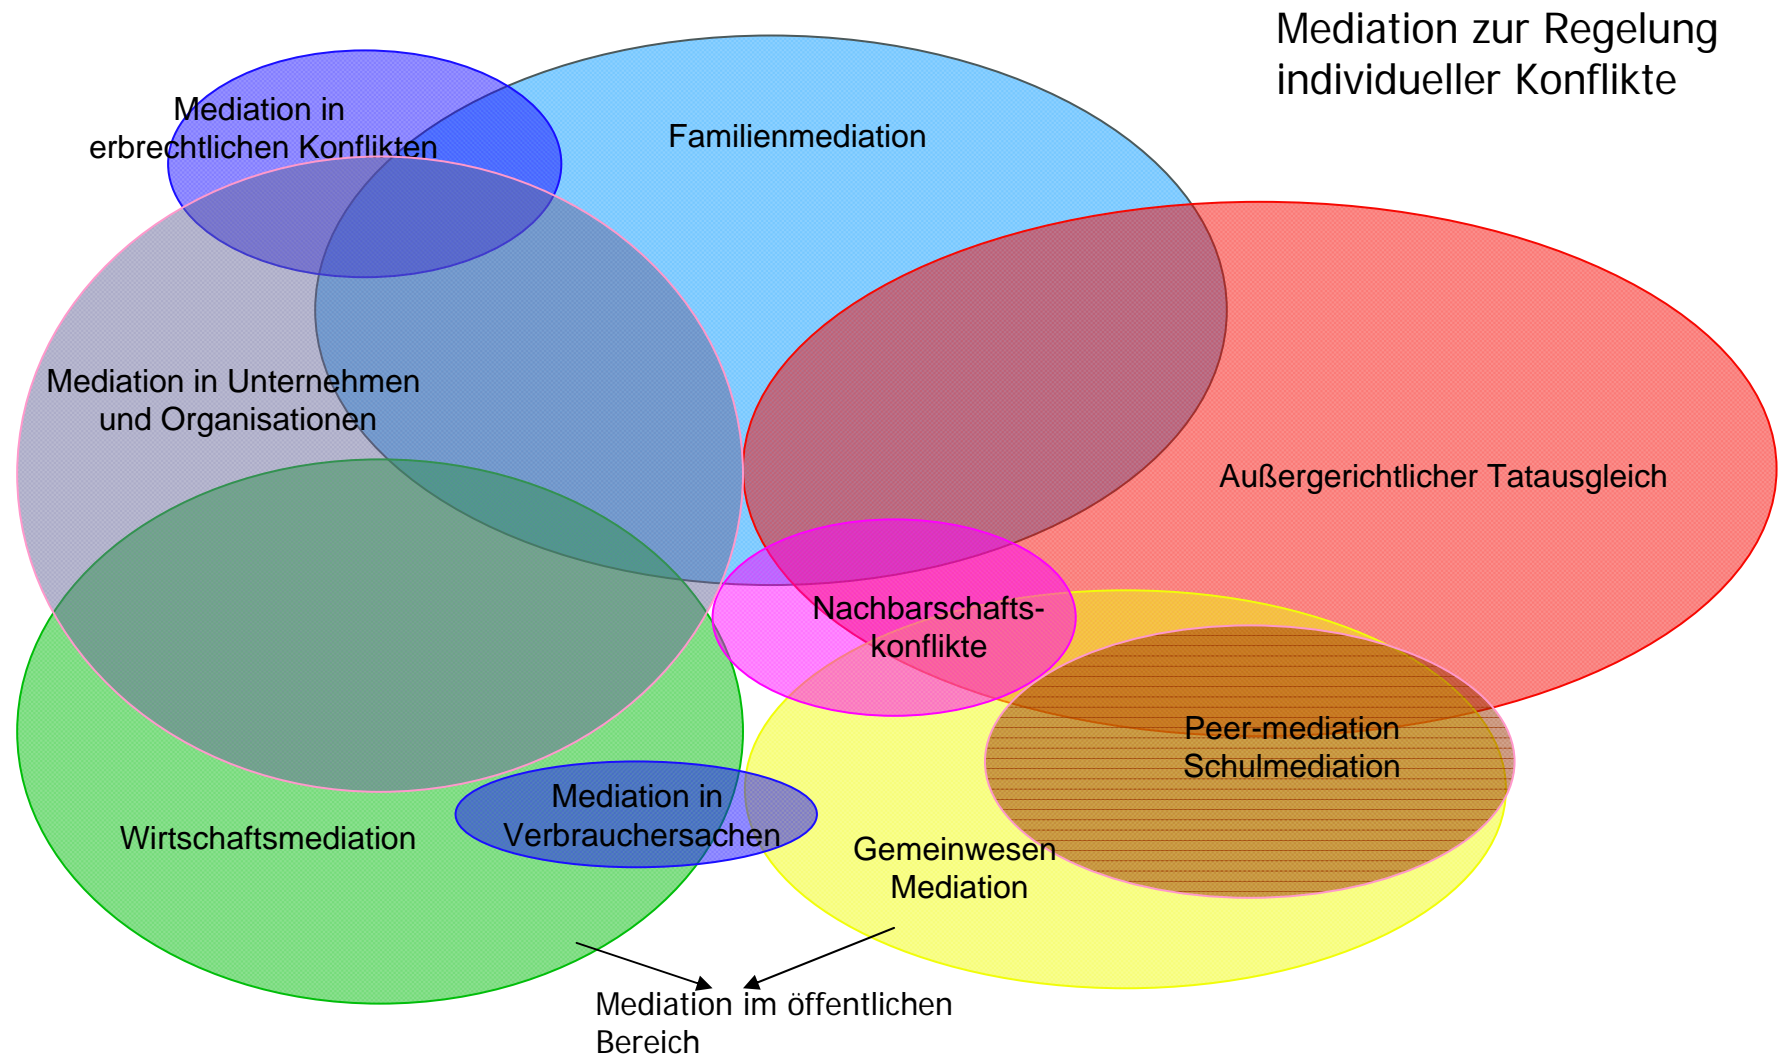 Mediation zur Regelung
individueller Konflikte
Mediation in
erbrechtlichen Konflikten
Familienmediation
Mediation in Unternehmen
und Organisationen
Außergerichtlicher Tatausgleich
Nachbarschafts-
konflikte
Peer-mediation
Schulmediation
Mediation in
Verbrauchersachen
Wirtschaftsmediation
Gemeinwesen
Mediation
Mediation im öffentlichen
Bereich